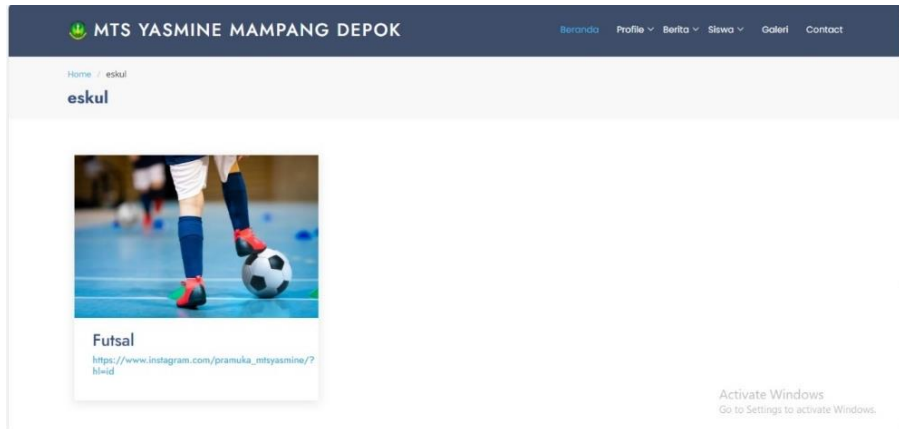 MTS YASMINE MAMPANG DEPOK
Beranda Profile Berita Siswa Galeri Contact
Home / eskul
eskul
Futsal
https://www.instagram.com/pramuka_mtsyasmine/?
hl=id
Activate Windows
Go to Settings to activate Windows.